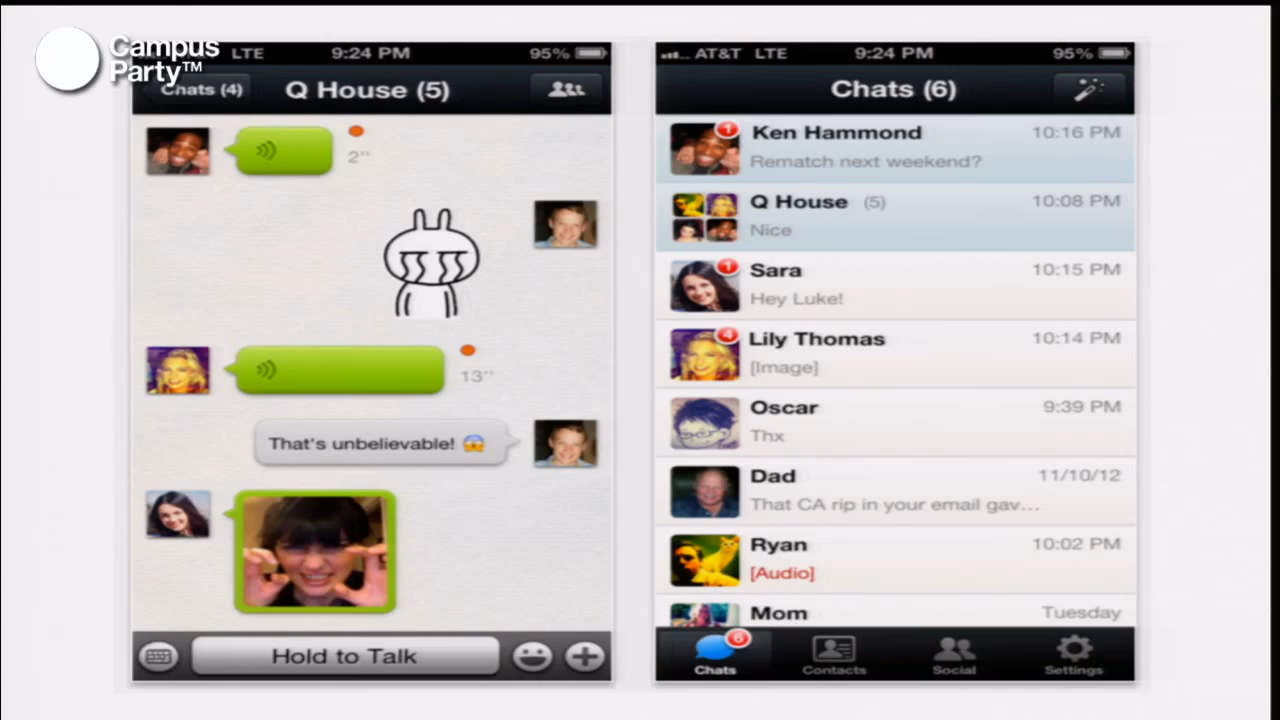 Campus
Party™
LTE 9:24 PM 95%
Chats (4) Q House (5)
2''
13''
That's unbelievable! 😱
Hold to Talk
AT&T LTE 9:24 PM 95%
Chats (6)
1
Ken Hammond 10:16 PM
Rematch next weekend?
Q House (5) 10:08 PM
Nice
1
Sara 10:15 PM
Hey Luke!
4
Lily Thomas 10:14 PM
[Image]
Oscar 9:39 PM
Thx
Dad 11/10/12
That CA rip in your email gav...
Ryan 10:02 PM
[Audio]
Mom Tuesday
6
Chats Contacts Social Settings